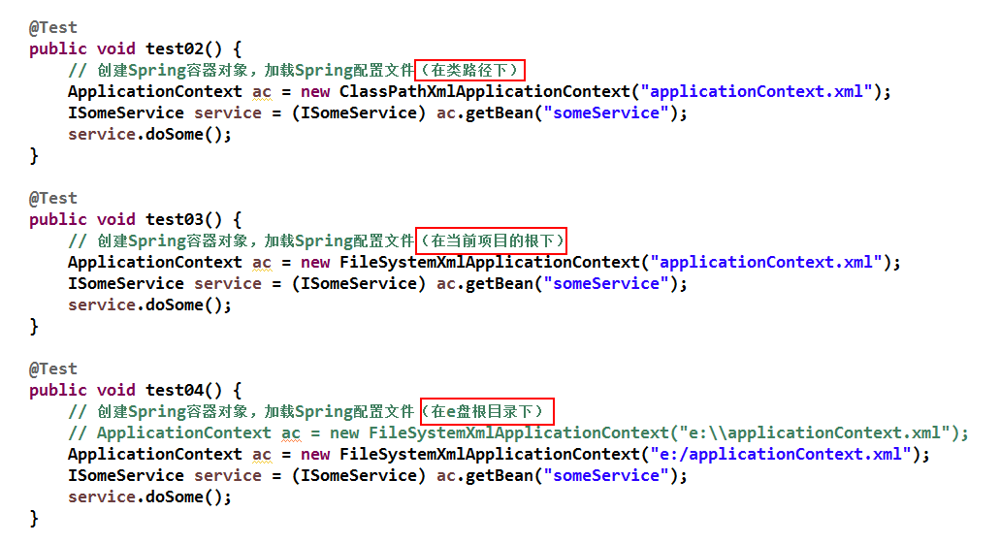 @Test
public void test02() {
// 创建Spring容器对象，加载Spring配置文件（在类路径下）
ApplicationContext ac = new ClassPathXmlApplicationContext("applicationContext.xml");
ISomeService service = (ISomeService) ac.getBean("someService");
service.doSome();
}
@Test
public void test03() {
// 创建Spring容器对象，加载Spring配置文件（在当前项目的根下）
ApplicationContext ac = new FileSystemXmlApplicationContext("applicationContext.xml");
ISomeService service = (ISomeService) ac.getBean("someService");
service.doSome();
}
@Test
public void test04() {
// 创建Spring容器对象，加载Spring配置文件（在e盘根目录下）
// ApplicationContext ac = new FileSystemXmlApplicationContext("e:\\applicationContext.xml");
ApplicationContext ac = new FileSystemXmlApplicationContext("e:/applicationContext.xml");
ISomeService service = (ISomeService) ac.getBean("someService");
service.doSome();
}